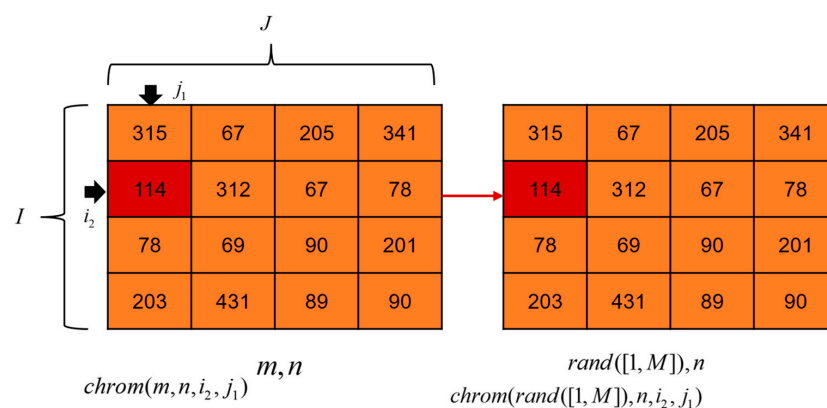 J
j₁
315 67 205 341
315 67 205 341
I
i₂
114 312 67 78
114 312 67 78
78 69 90 201
78 69 90 201
203 431 89 90
203 431 89 90
m,n
chrom(m,n,i₂,j₁)
rand([1,M]),n
chrom(rand([1,M]),n,i₂,j₁)